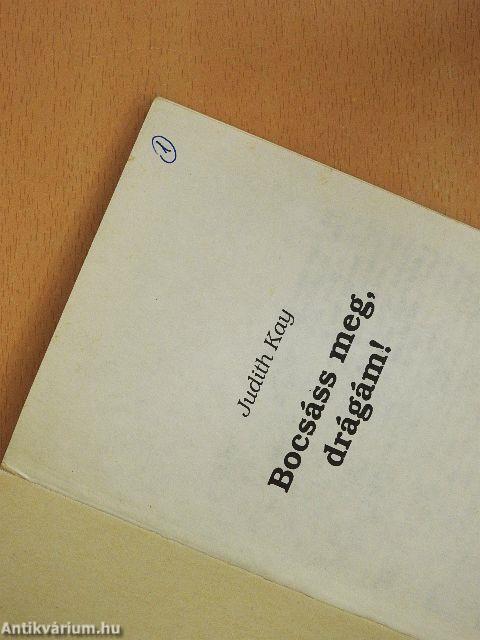 1
Judith Kay
Bocsáss meg,
drágám!
Antikvárium.hu